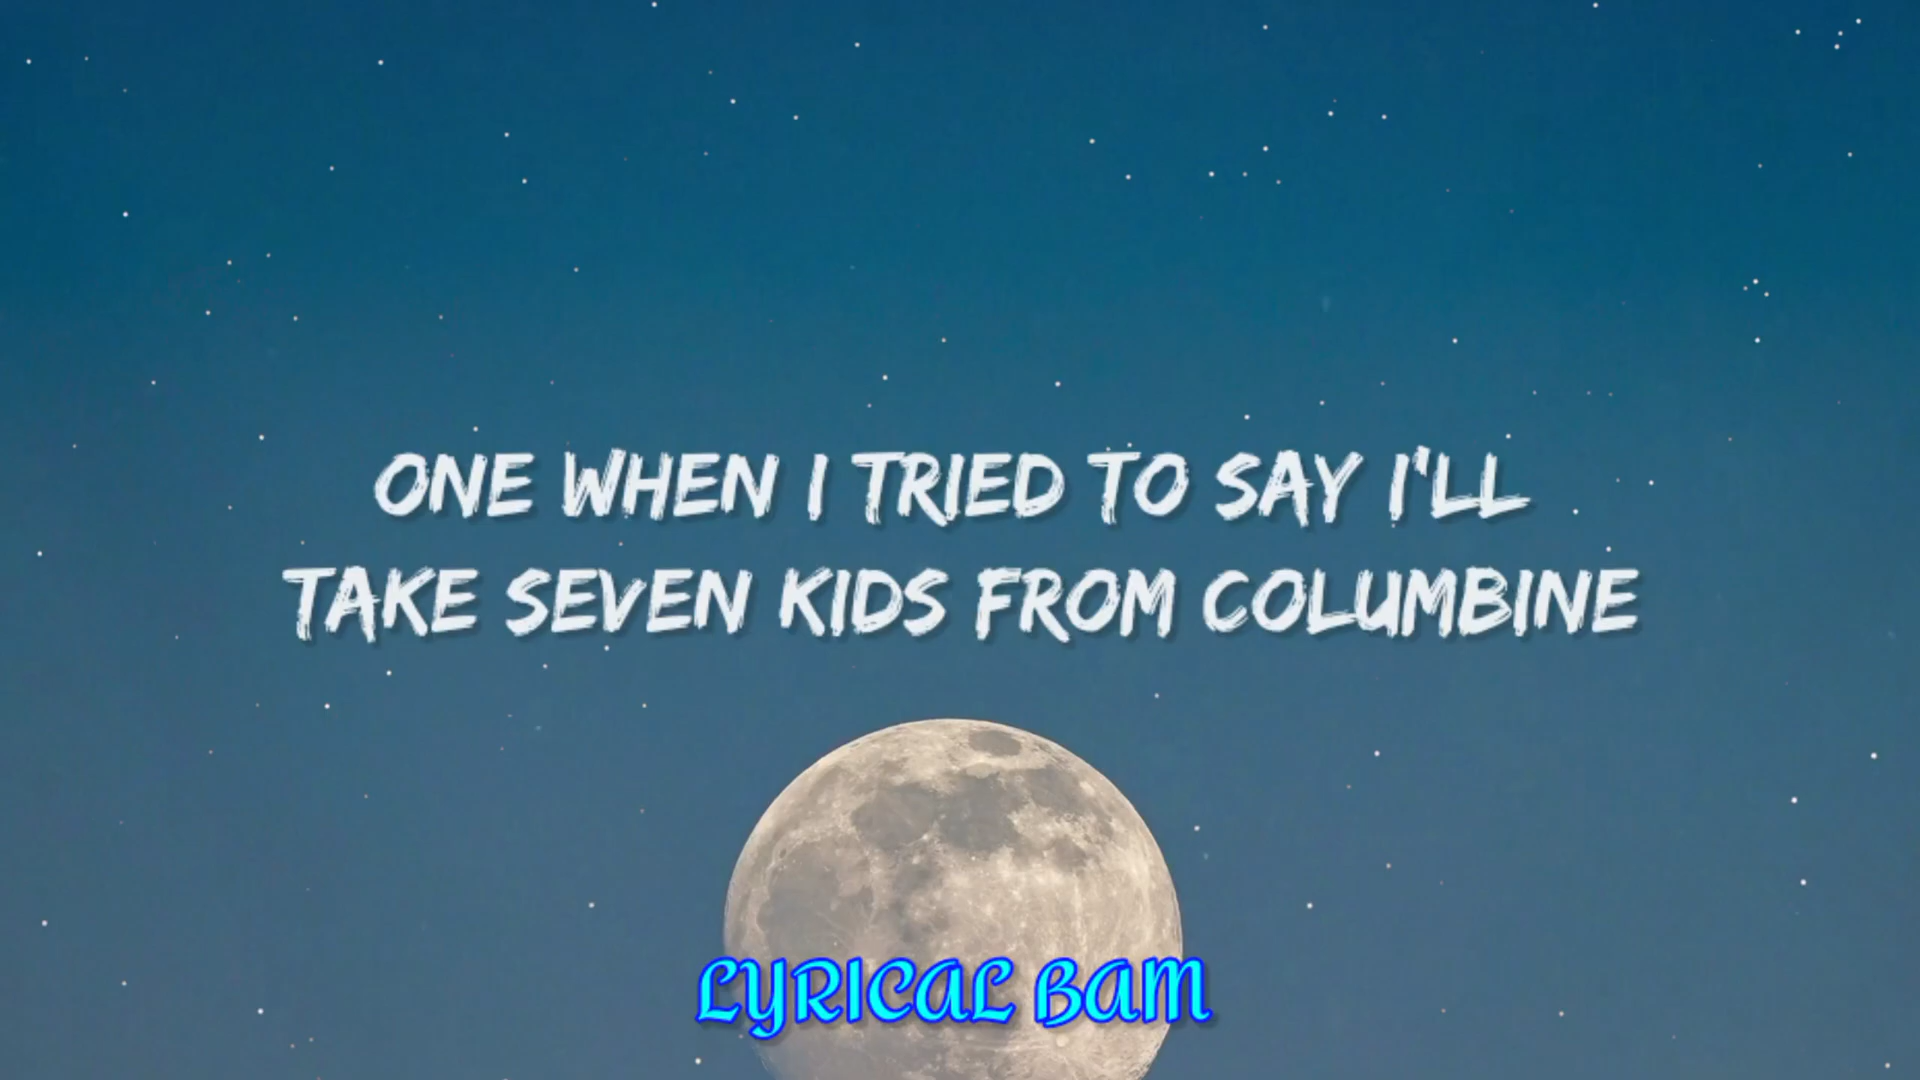 ONE WHEN I TRIED TO SAY I'LL
TAKE SEVEN KIDS FROM COLUMBINE
LYRICAL BAM